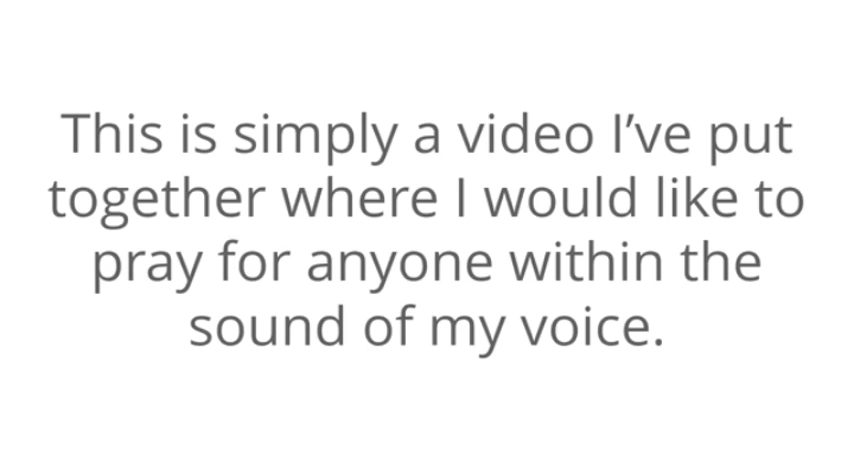 This is simply a video I’ve put
together where I would like to
pray for anyone within the
sound of my voice.